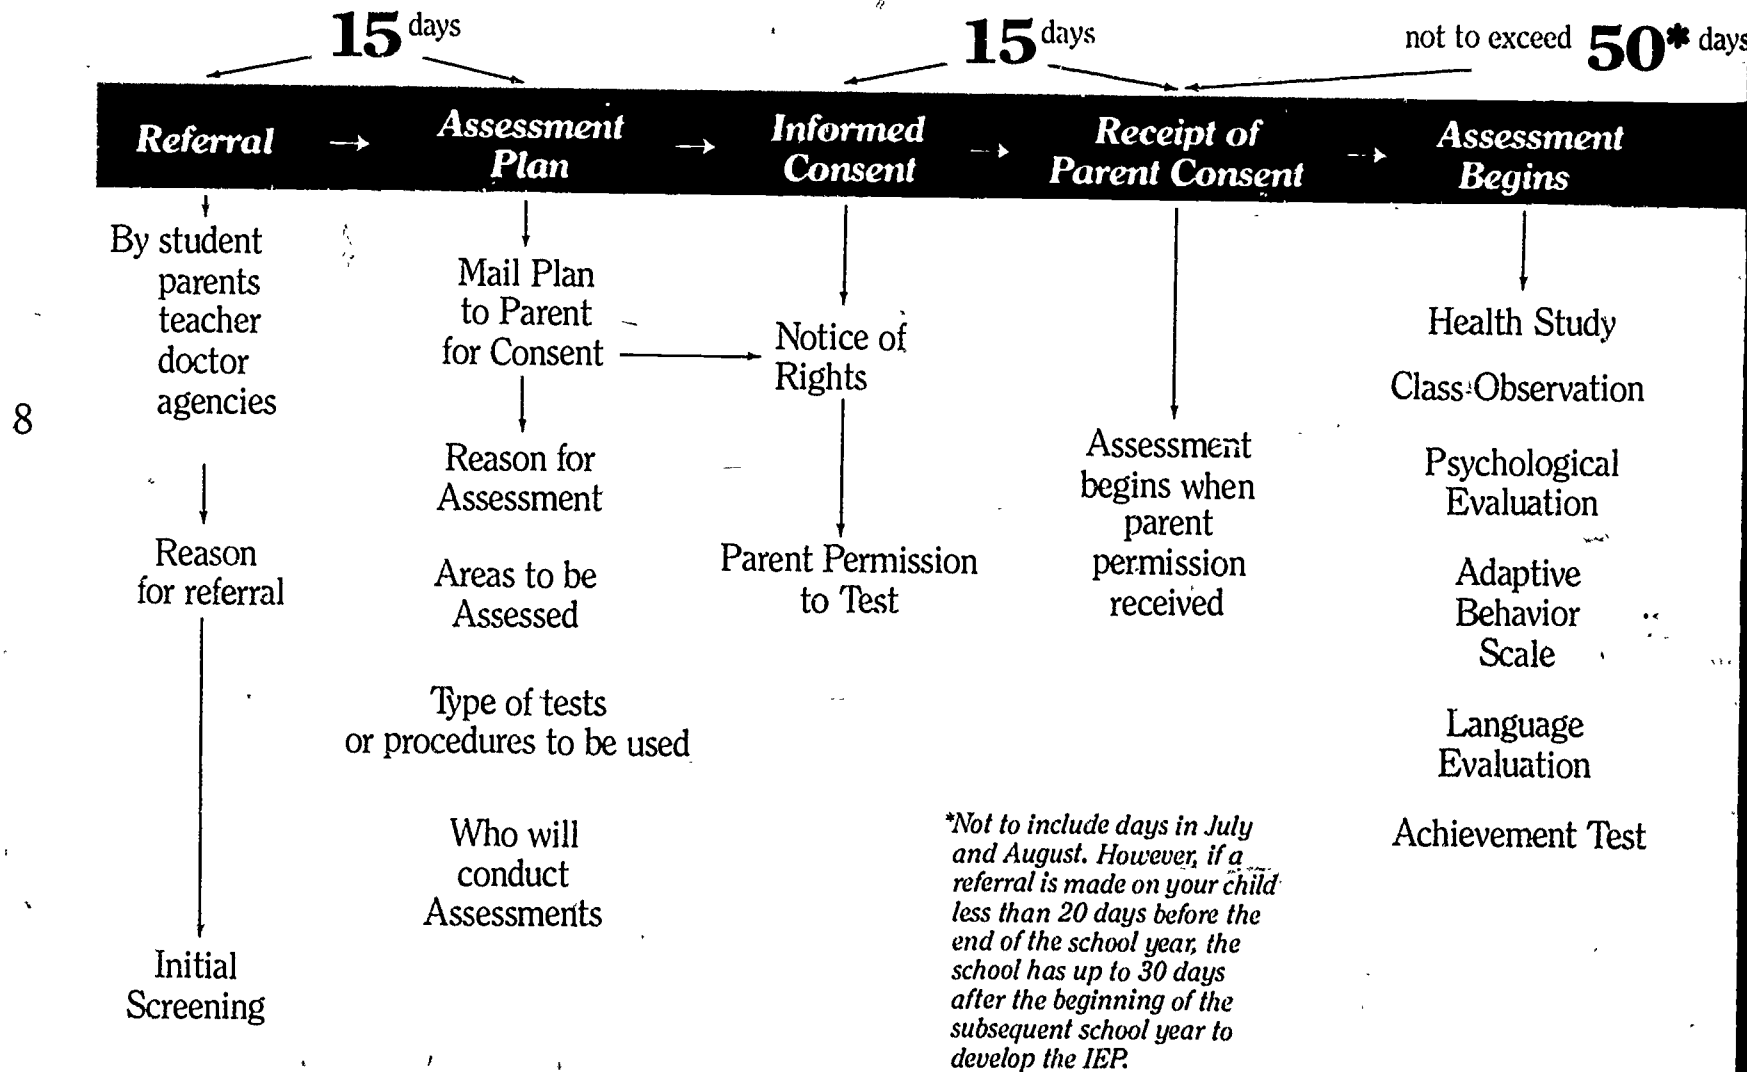 15 days
15 days
not to exceed 50* days
Referral → Assessment Plan → Informed Consent → Receipt of Parent Consent → Assessment Begins
By student
parents
teacher
doctor
agencies
Reason
for referral
Initial
Screening
Mail Plan
to Parent
for Consent
Reason for
Assessment
Areas to be
Assessed
Type of tests
or procedures to be used
Who will
conduct
Assessments
Notice of
Rights
Parent Permission
to Test
Assessment
begins when
parent
permission
received
Health Study
Class Observation
Psychological
Evaluation
Adaptive
Behavior
Scale
Language
Evaluation
Achievement Test
*Not to include days in July
and August. However, if a
referral is made on your child
less than 20 days before the
end of the school year, the
school has up to 30 days
after the beginning of the
subsequent school year to
develop the IEP.
8